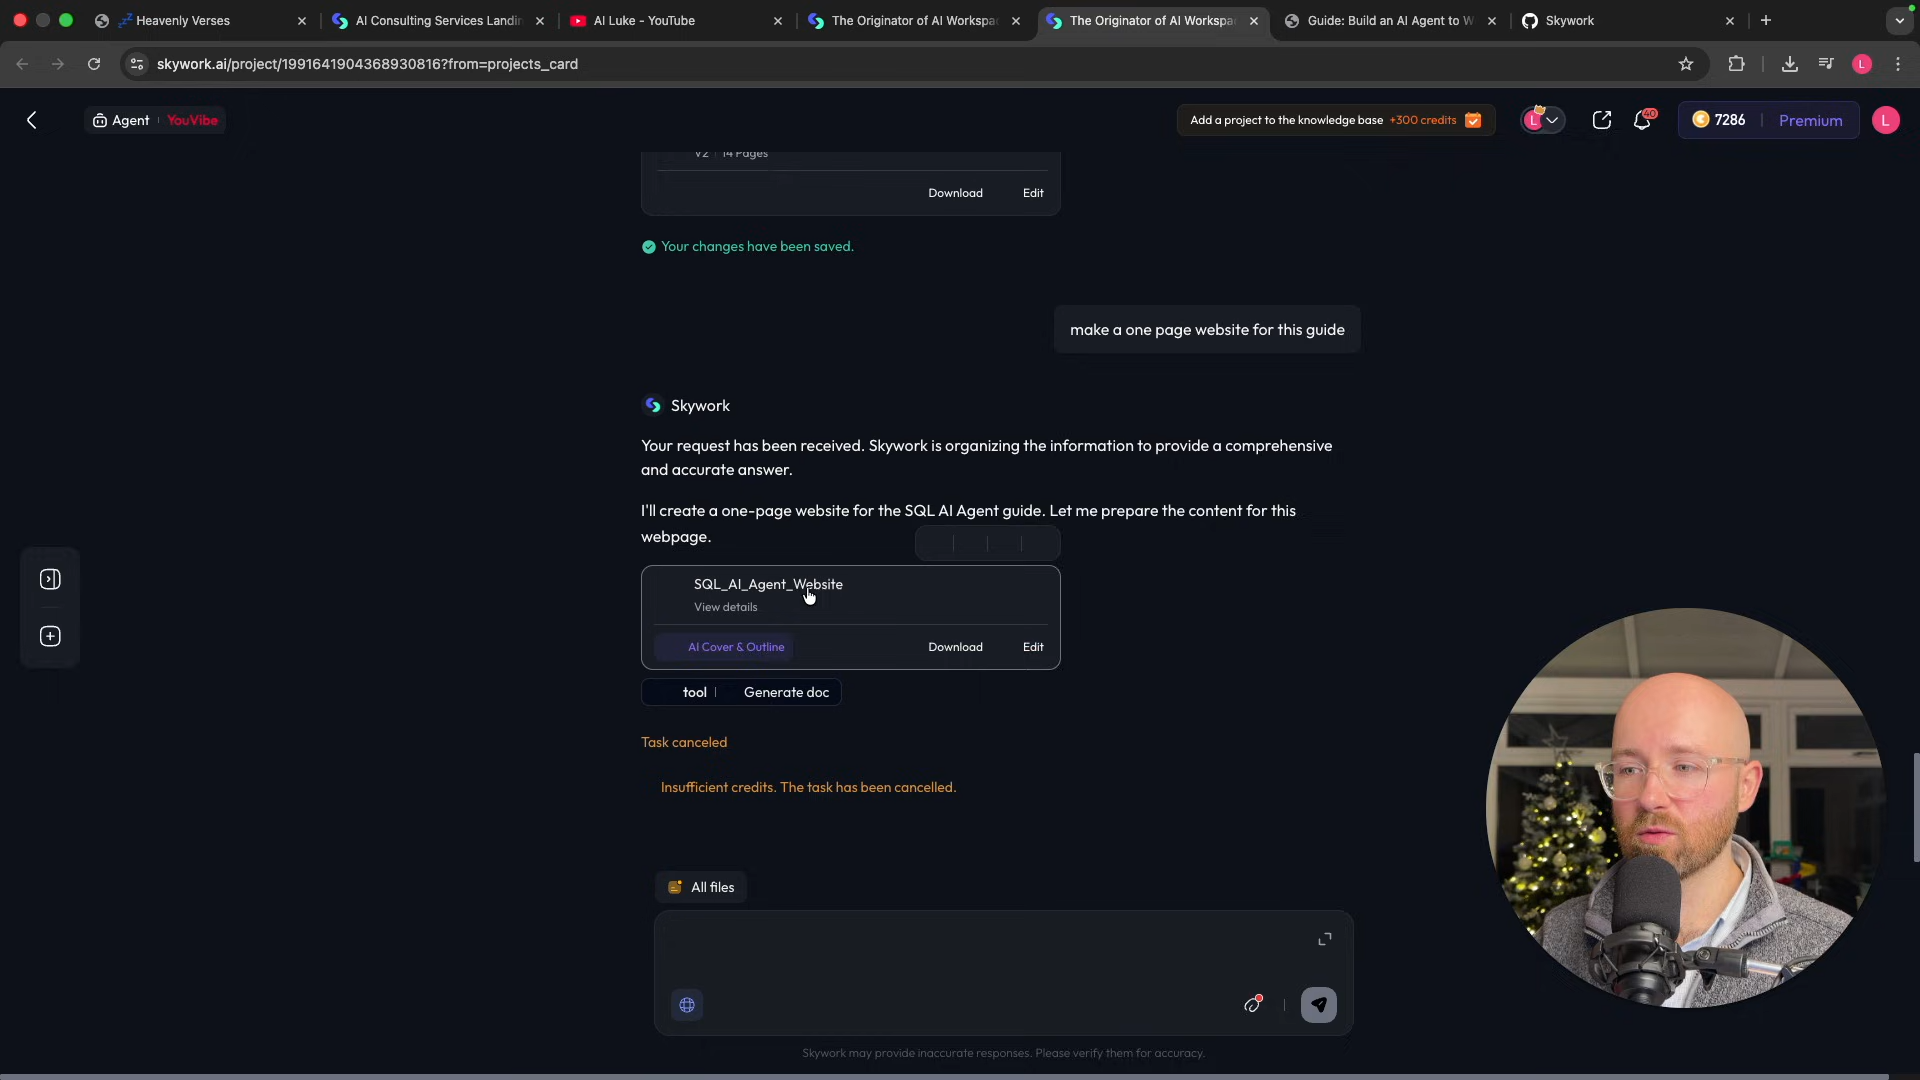 Heavenly Verses
AI Consulting Services Landin
AI Luke - YouTube
The Originator of AI Workspa
The Originator of AI Workspa
Guide: Build an AI Agent to W
Skywork
skywork.ai/project/1991641904368930816?from=projects_card
L
Agent
YouVibe
Add a project to the knowledge base +300 credits
L
40
7286
Premium
L
V2 | 14 Pages
Download
Edit
Your changes have been saved.
make a one page website for this guide
Skywork
Your request has been received. Skywork is organizing the information to provide a comprehensive
and accurate answer.
I'll create a one-page website for the SQL AI Agent guide. Let me prepare the content for this
webpage.
SQL_AI_Agent_Website
View details
AI Cover & Outline
Download
Edit
tool | Generate doc
Task canceled
Insufficient credits. The task has been cancelled.
All files
Skywork may provide inaccurate responses. Please verify them for accuracy.